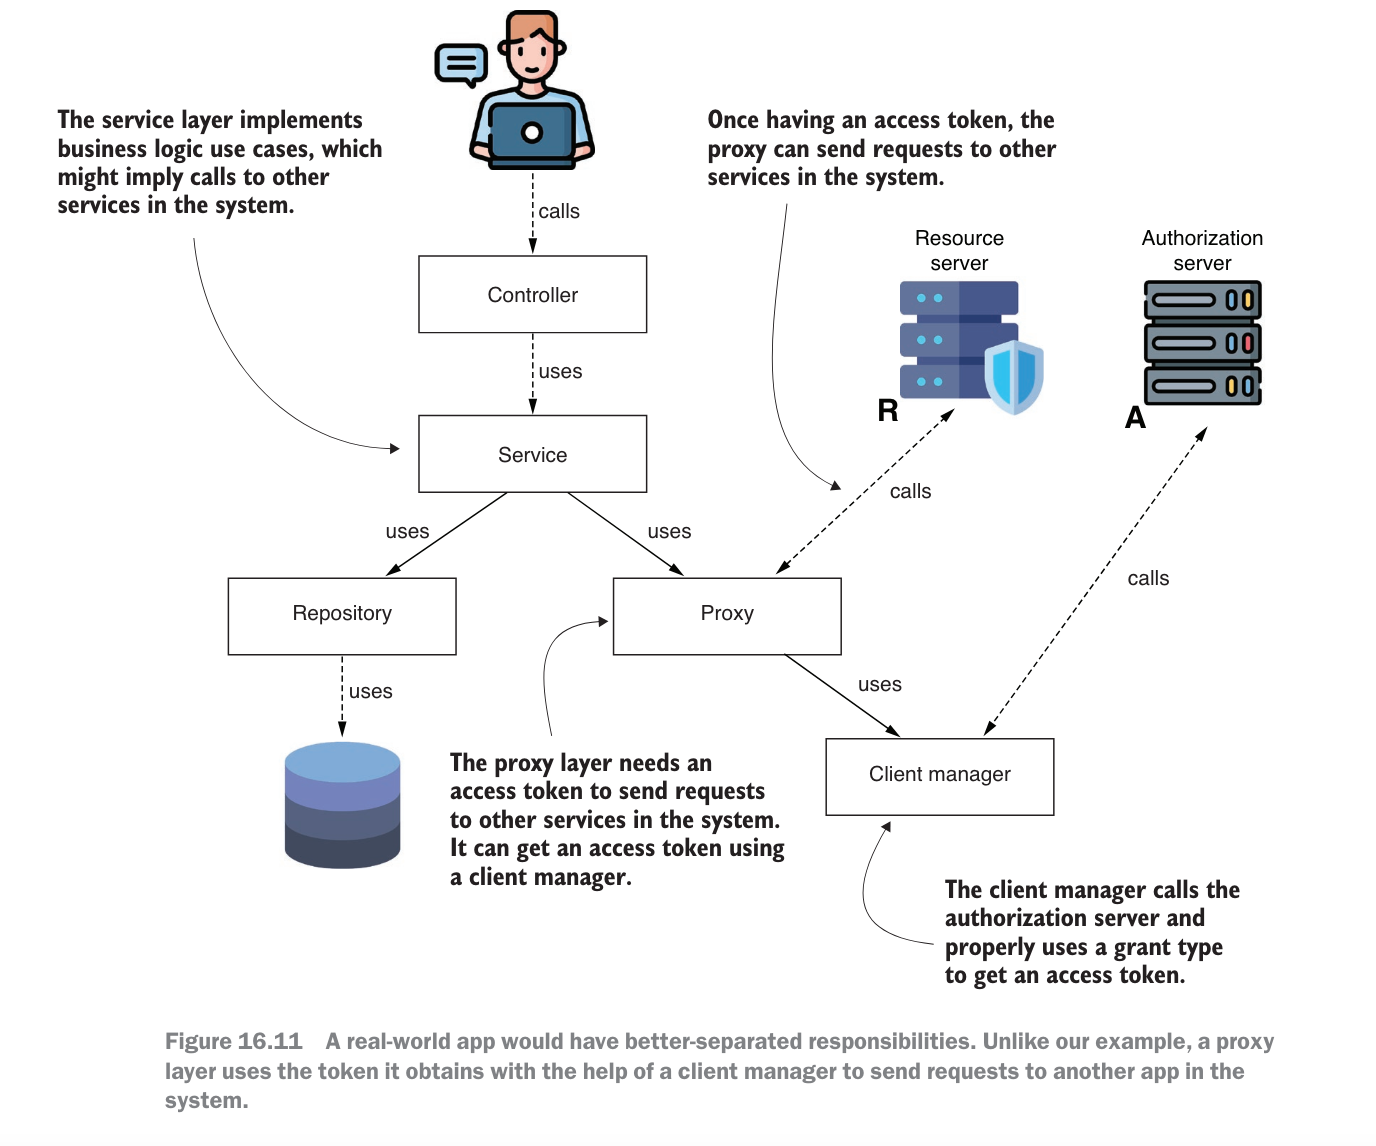 The service layer implements
business logic use cases, which
might imply calls to other
services in the system.
Once having an access token, the
proxy can send requests to other
services in the system.
calls
Resource
server
Authorization
server
Controller
uses
R
A
Service
calls
uses
uses
calls
Repository
Proxy
uses
uses
The proxy layer needs an
access token to send requests
to other services in the system.
It can get an access token using
a client manager.
Client manager
The client manager calls the
authorization server and
properly uses a grant type
to get an access token.
Figure 16.11 A real-world app would have better-separated responsibilities. Unlike our example, a proxy
layer uses the token it obtains with the help of a client manager to send requests to another app in the
system.